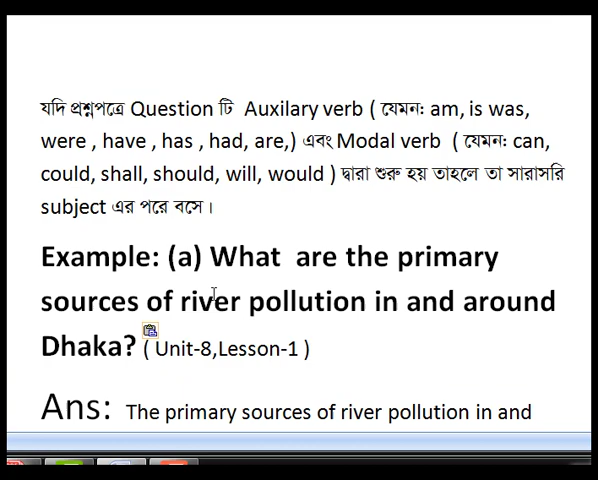 যদি প্রশ্নপত্রে Question টি Auxilary verb ( যেমন: am, is was,
were , have , has , had, are,) এবং Modal verb ( যেমন: can,
could, shall, should, will, would ) দ্বারা শুরু হয় তাহলে তা সারাসরি
subject এর পরে বসে।
Example: (a) What are the primary
sources of river pollution in and around
Dhaka? ( Unit-8,Lesson-1 )
Ans: The primary sources of river pollution in and